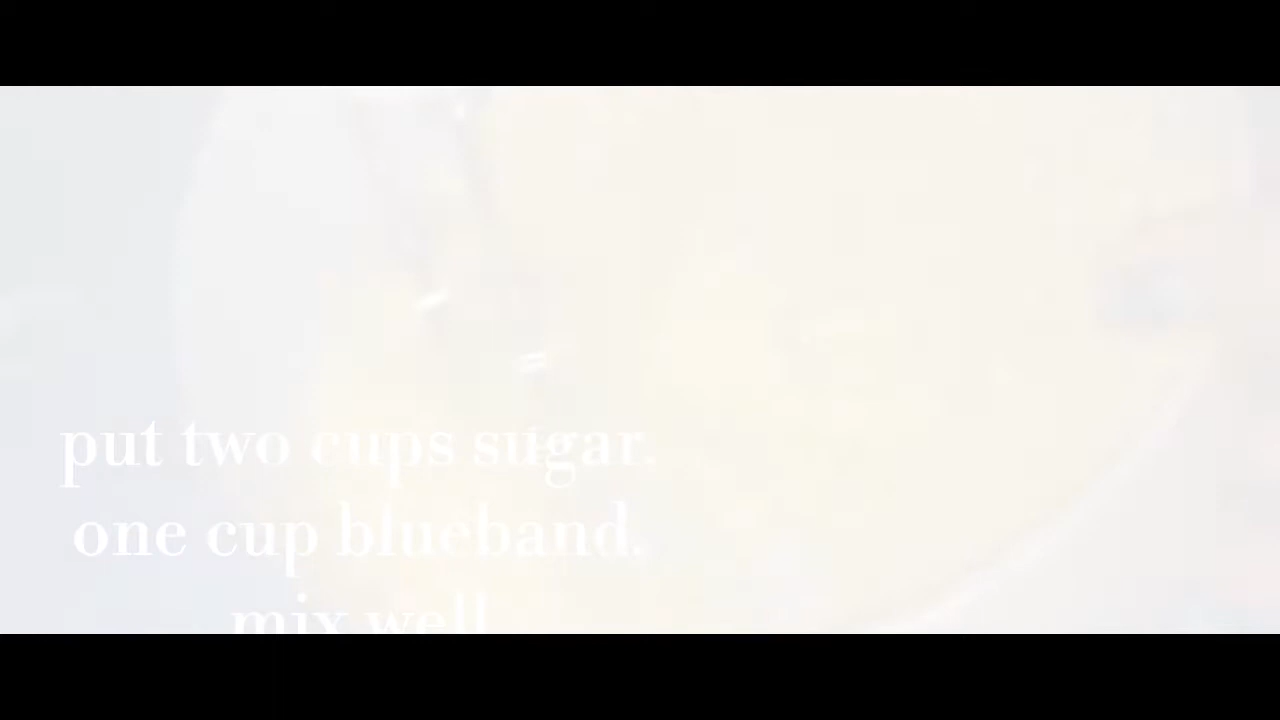 put two cups sugar,
one cup blueband.
mix well